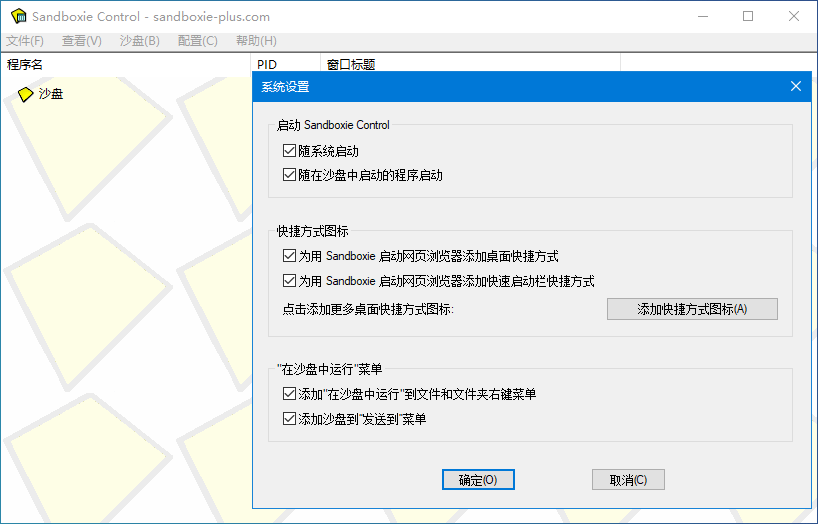 Sandboxie Control - sandboxie-plus.com
文件(F) 查看(V) 沙盘(B) 配置(C) 帮助(H)
程序名 PID 窗口标题
沙盘
系统设置
启动 Sandboxie Control
随系统启动
随在沙盘中启动的程序启动
快捷方式图标
为用 Sandboxie 启动网页浏览器添加桌面快捷方式
为用 Sandboxie 启动网页浏览器添加快速启动栏快捷方式
点击添加更多桌面快捷方式图标:
添加快捷方式图标(A)
"在沙盘中运行"菜单
添加"在沙盘中运行"到文件和文件夹右键菜单
添加沙盘到"发送到"菜单
确定(O) 取消(C)